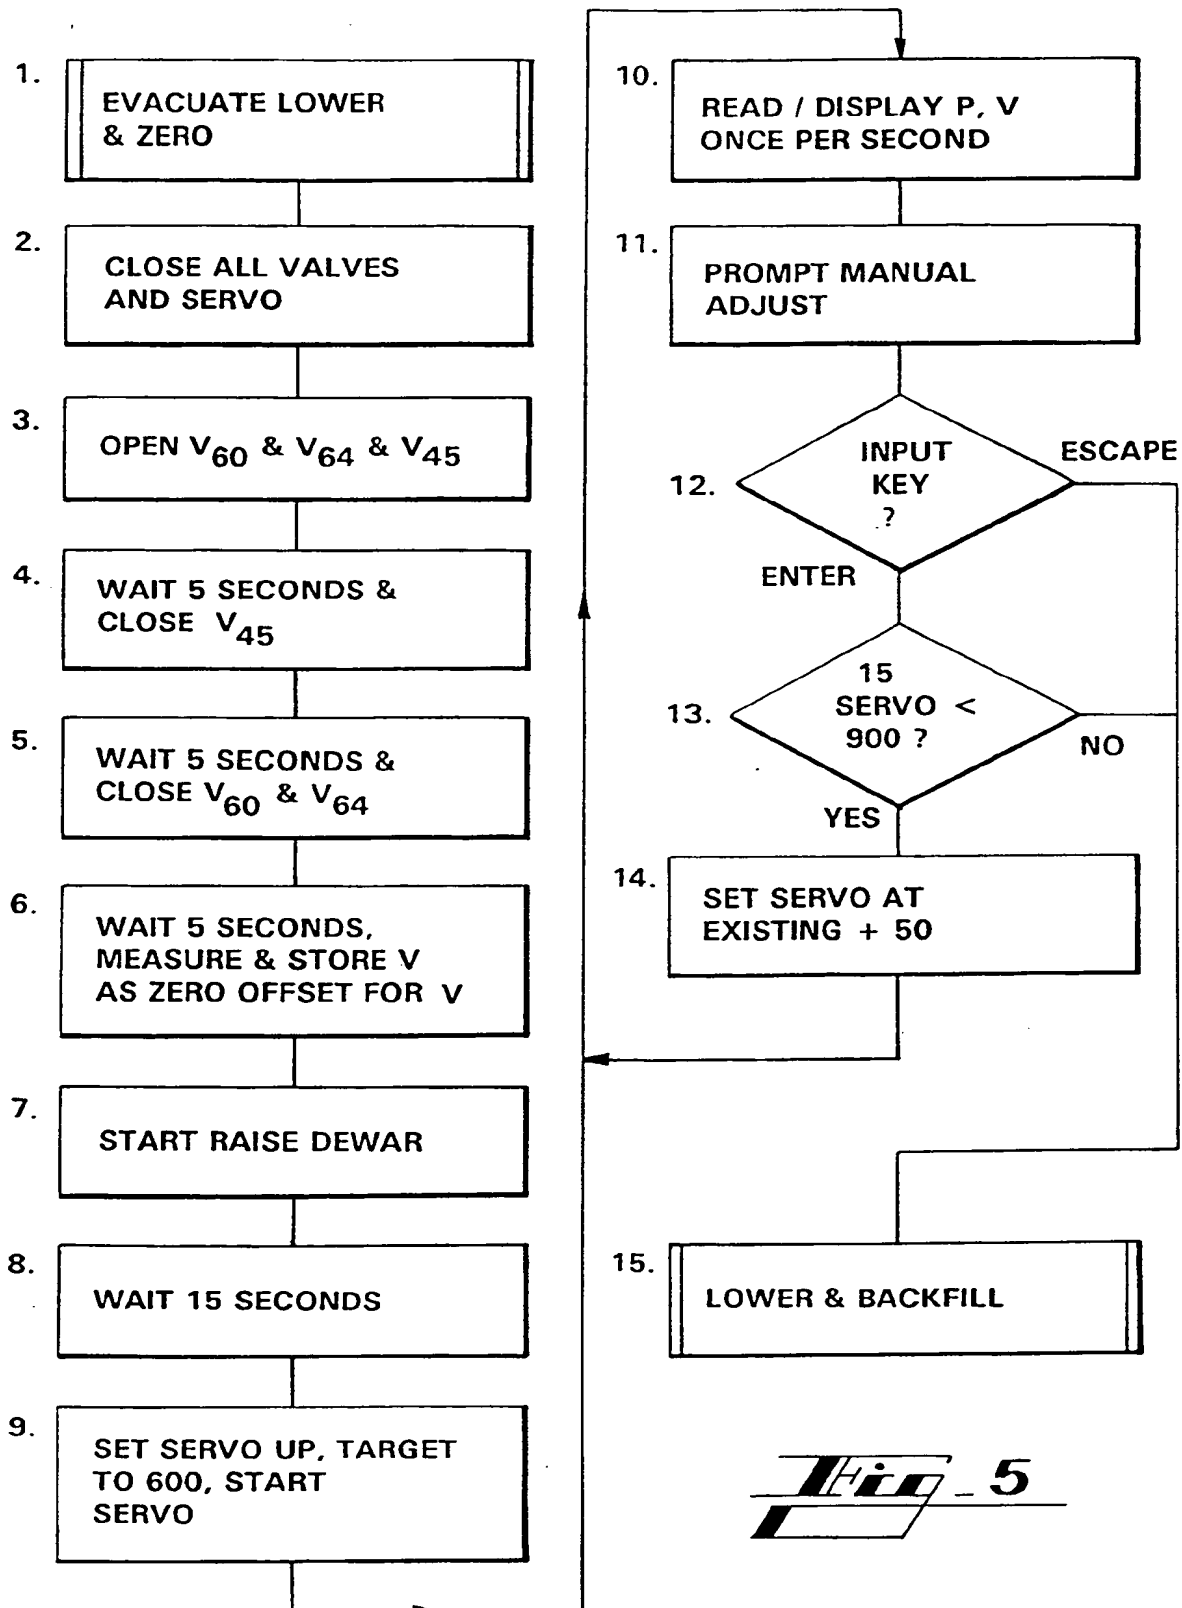 1.
EVACUATE LOWER
& ZERO
2.
CLOSE ALL VALVES
AND SERVO
3.
OPEN V60 & V64 & V45
4.
WAIT 5 SECONDS &
CLOSE V45
5.
WAIT 5 SECONDS &
CLOSE V60 & V64
6.
WAIT 5 SECONDS,
MEASURE & STORE V
AS ZERO OFFSET FOR V
7.
START RAISE DEWAR
8.
WAIT 15 SECONDS
9.
SET SERVO UP, TARGET
TO 600, START
SERVO
10.
READ / DISPLAY P, V
ONCE PER SECOND
11.
PROMPT MANUAL
ADJUST
12.
INPUT
KEY
?
ESCAPE
ENTER
13.
15
SERVO <
900 ?
NO
YES
14.
SET SERVO AT
EXISTING + 50
15.
LOWER & BACKFILL
Fig_5